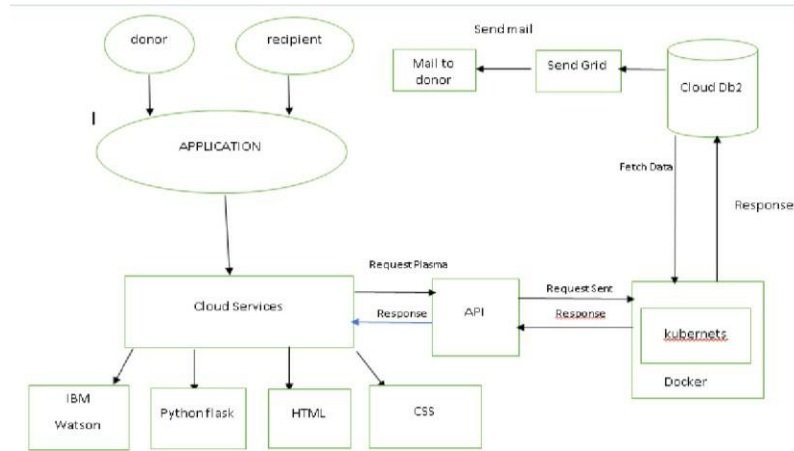 Send mail
donor
recipient
Mail to
donor
Send Grid
Cloud Db2
APPLICATION
Fetch Data
Response
Request Plasma
Cloud Services
Response
API
Request Sent
Response
kubernets
Docker
IBM
Watson
Python flask
HTML
CSS